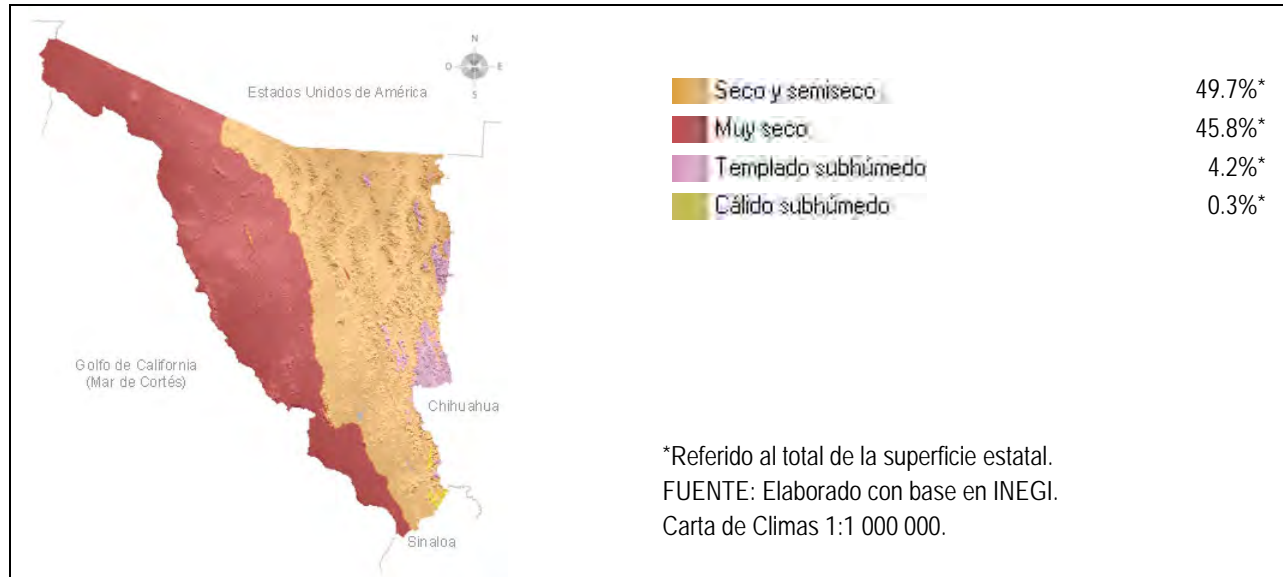 N
O E
S
Estados Unidos de América
Golfo de California
(Mar de Cortés)
Chihuahua
Sinaloa
Seco y semiseco 49.7%*
Muy seco 45.8%*
Templado subhúmedo 4.2%*
Cálido subhúmedo 0.3%*
*Referido al total de la superficie estatal.
FUENTE: Elaborado con base en INEGI.
Carta de Climas 1:1 000 000.